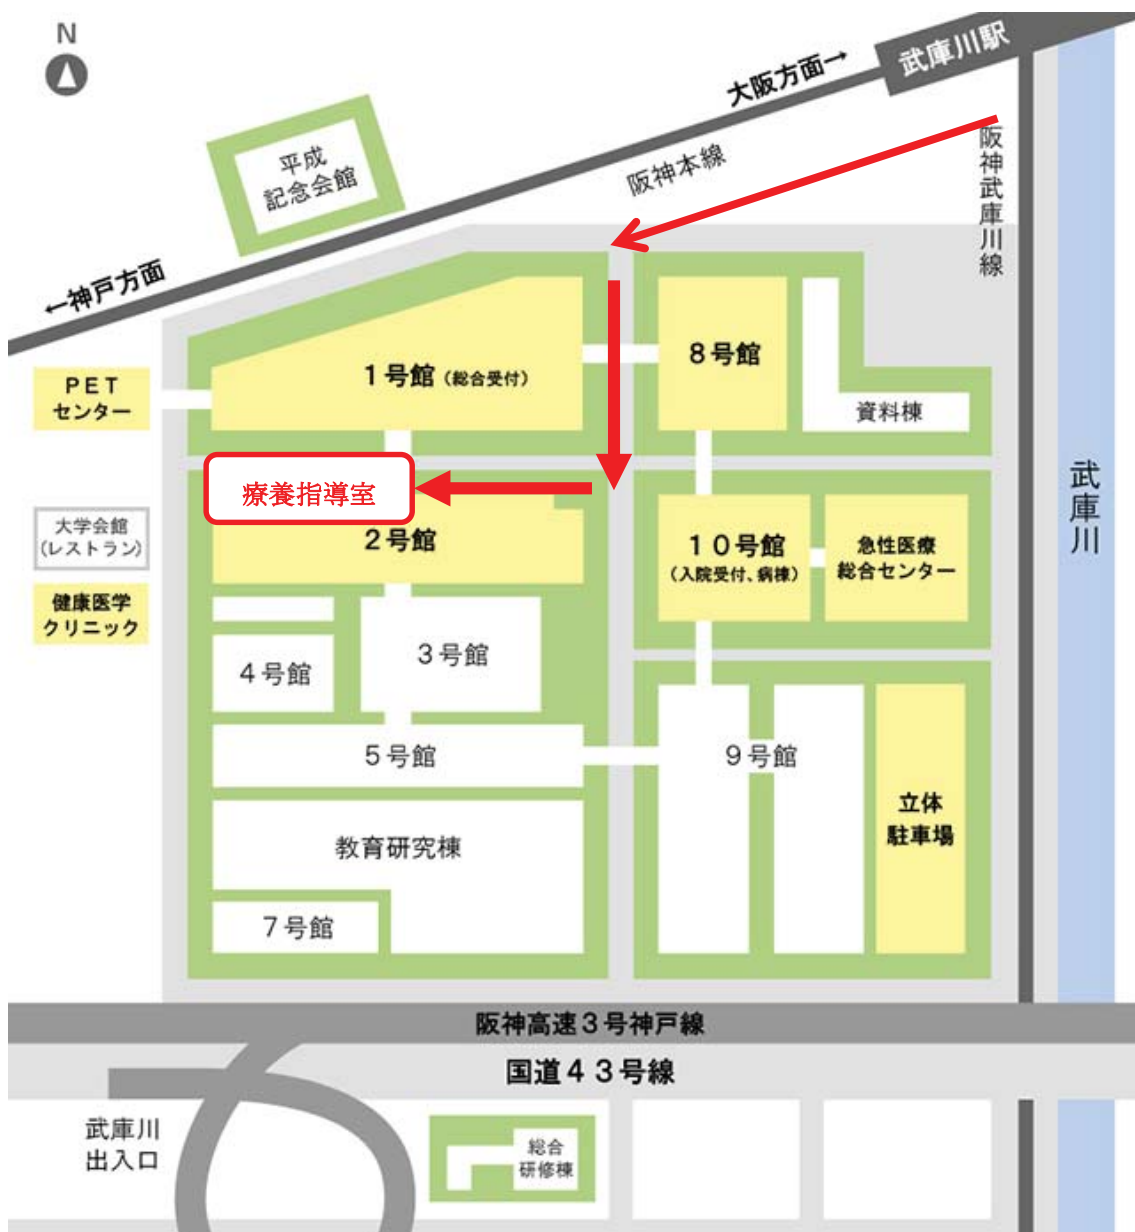 N
武庫川駅
大阪方面→
阪神本線
阪神武庫川線
平成
記念会館
←神戸方面
1号館(総合受付)
8号館
PET
センター
資料棟
療養指導室
武庫川
大学会館
(レストラン)
2号館
10号館
(入院受付、病棟)
急性医療
総合センター
健康医学
クリニック
4号館
3号館
5号館
9号館
立体
駐車場
教育研究棟
7号館
阪神高速3号神戸線
国道43号線
武庫川
出入口
総合
研修棟